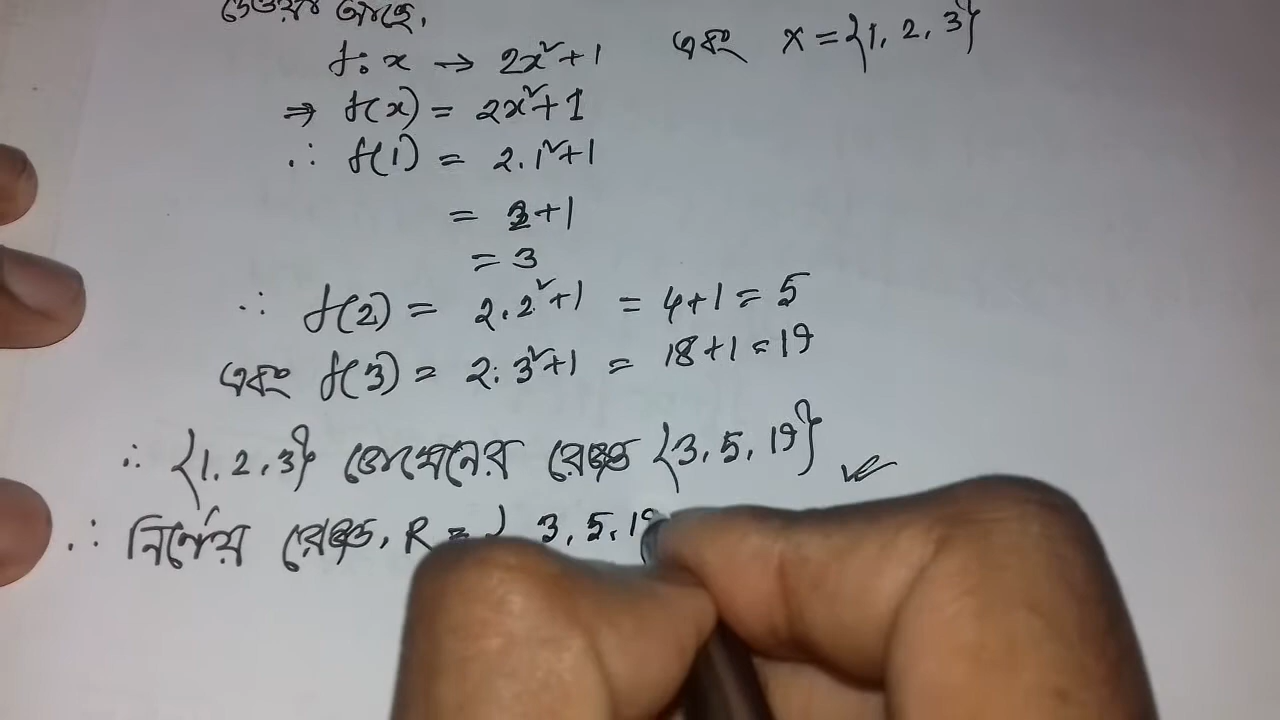 দেওয়া আছে,
f: x → 2x²+1 এবং X = {1, 2, 3}
⇒ f(x) = 2x²+1
∴ f(1) = 2.1²+1
= 2+1
= 3
∴ f(2) = 2.2²+1 = 4+1 = 5
এবং f(3) = 2.3²+1 = 18+1 = 19
∴ {1, 2, 3} ডোমেনের রেঞ্জ {3, 5, 19}
∴ নির্ণেয় রেঞ্জ, R = { 3, 5, 19